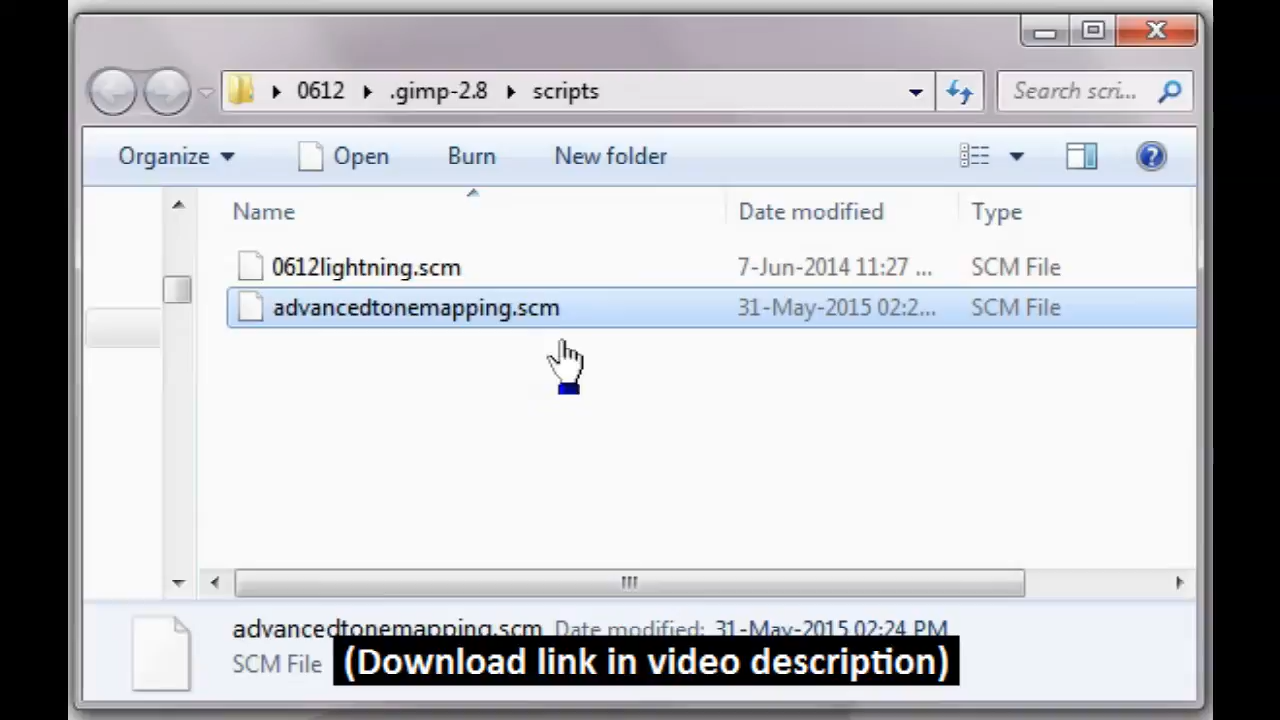 0612 .gimp-2.8 scripts Search scri...
Organize Open Burn New folder
Name Date modified Type
0612lightning.scm 7-Jun-2014 11:27 ... SCM File
advancedtonemapping.scm 31-May-2015 02:2... SCM File
advancedtonemapping.scm Date modified: 31-May-2015 02:24 PM
SCM File
(Download link in video description)